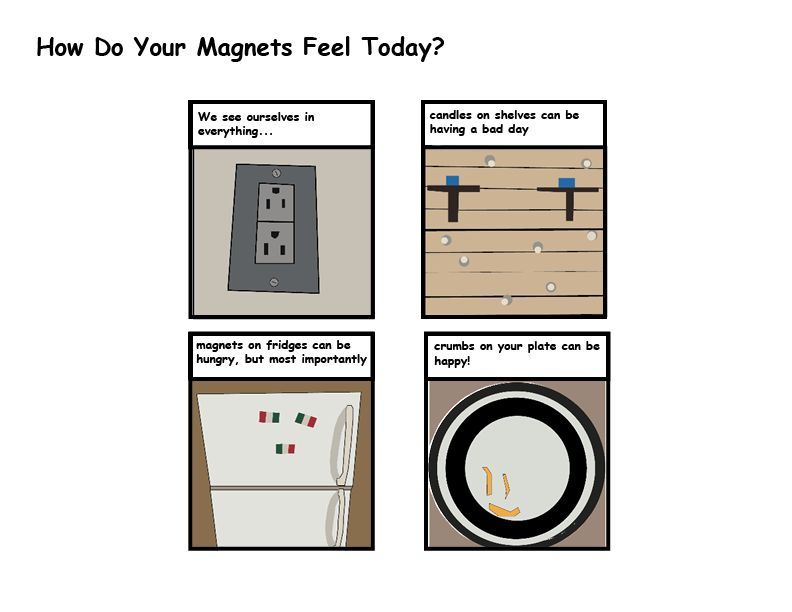 How Do Your Magnets Feel Today?
We see ourselves in
everything...
candles on shelves can be
having a bad day
magnets on fridges can be
hungry, but most importantly
crumbs on your plate can be
happy!